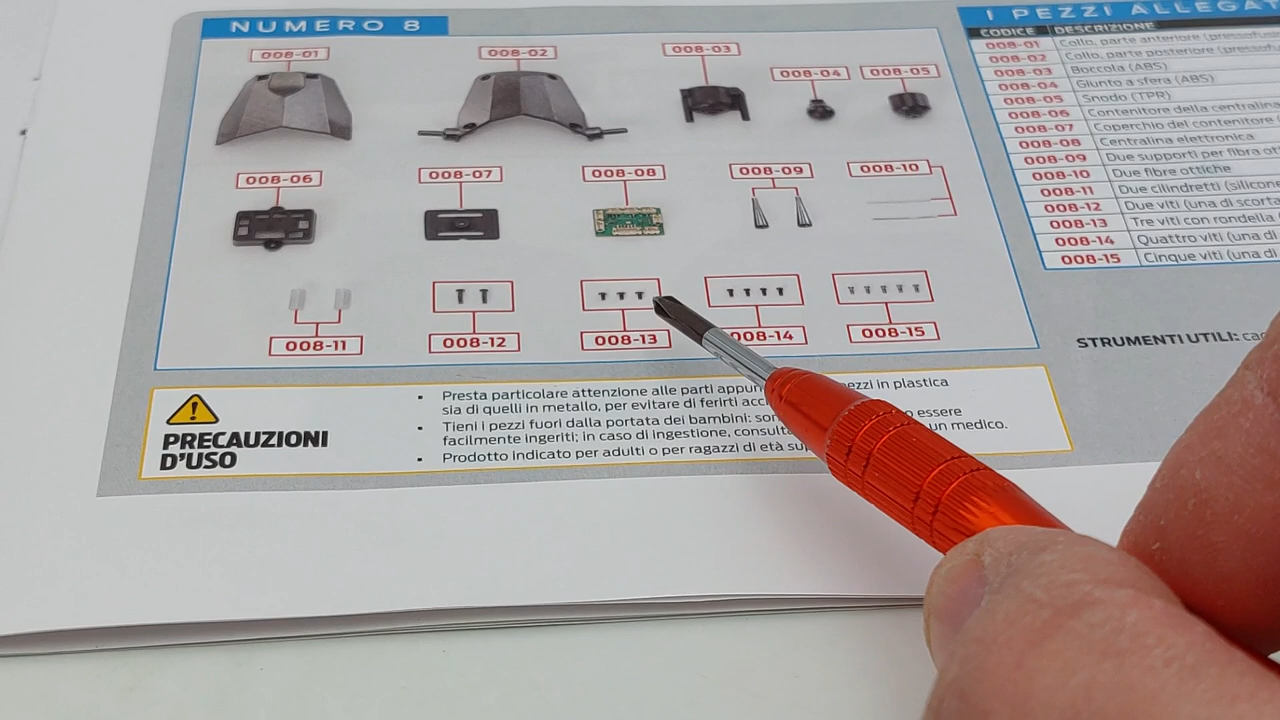 NUMERO 8
008-01
008-02
008-03
008-04
008-05
008-06
008-07
008-08
008-09
008-10
008-11
008-12
008-13
008-14
008-15
PRECAUZIONI
D'USO
• Presta particolare attenzione alle parti pezzi in plastica
sia di quelli in metallo, per evitare di ferirti
• Tieni i pezzi fuori dalla portata dei bambini: essere
facilmente ingeriti; in caso di ingestione, un medico.
• Prodotto indicato per adulti o per ragazzi di età
I PEZZI
CODICE DESCRIZIONE
008-01 Collo, parte anteriore
008-02 Collo, parte posteriore
008-03 Boccola (ABS)
008-04 Giunto a sfera (ABS)
008-05 Snodo (TPR)
008-06 Contenitore della centralina
008-07 Coperchio del contenitore
008-08 Centralina elettronica
008-09 Due supporti per fibra
008-10 Due fibre ottiche
008-11 Due cilindretti
008-12 Due viti (una di scorta
008-13 Tre viti con rondella
008-14 Quattro viti (una di
008-15 Cinque viti (una di
STRUMENTI UTILI: